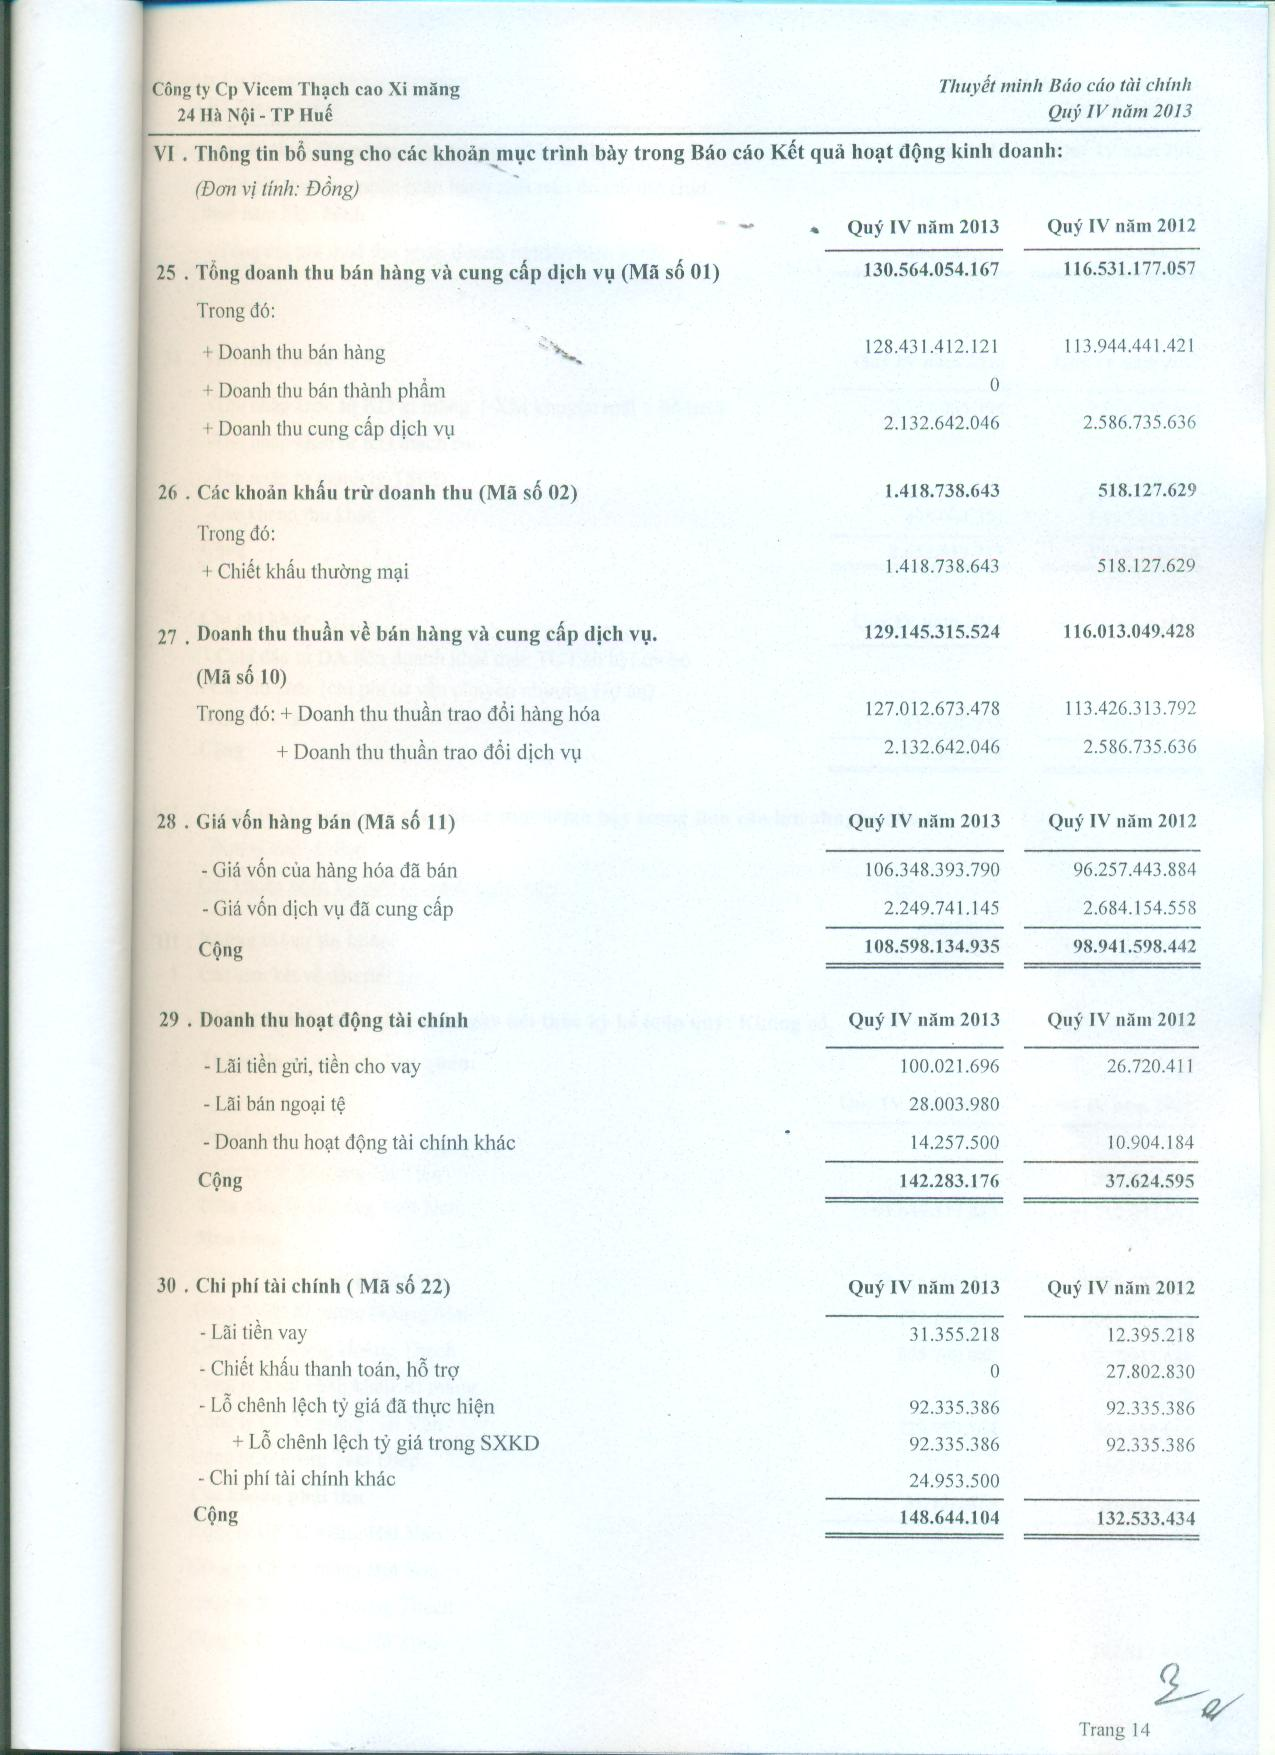 Công ty Cp Vicem Thạch cao Xi măng
Thuyết minh Báo cáo tài chính
24 Hà Nội - TP Huế
Quý IV năm 2013
VI . Thông tin bổ sung cho các khoản mục trình bày trong Báo cáo Kết quả hoạt động kinh doanh:
(Đơn vị tính: Đồng)
Quý IV năm 2013 Quý IV năm 2012
25 . Tổng doanh thu bán hàng và cung cấp dịch vụ (Mã số 01) 130.564.054.167 116.531.177.057
Trong đó:
+ Doanh thu bán hàng 128.431.412.121 113.944.441.421
+ Doanh thu bán thành phẩm 0
+ Doanh thu cung cấp dịch vụ 2.132.642.046 2.586.735.636
26 . Các khoản khấu trừ doanh thu (Mã số 02) 1.418.738.643 518.127.629
Trong đó:
+ Chiết khấu thường mại 1.418.738.643 518.127.629
27 . Doanh thu thuần về bán hàng và cung cấp dịch vụ. 129.145.315.524 116.013.049.428
(Mã số 10)
Trong đó: + Doanh thu thuần trao đổi hàng hóa 127.012.673.478 113.426.313.792
+ Doanh thu thuần trao đổi dịch vụ 2.132.642.046 2.586.735.636
28 . Giá vốn hàng bán (Mã số 11) Quý IV năm 2013 Quý IV năm 2012
- Giá vốn của hàng hóa đã bán 106.348.393.790 96.257.443.884
- Giá vốn dịch vụ đã cung cấp 2.249.741.145 2.684.154.558
Cộng 108.598.134.935 98.941.598.442
29 . Doanh thu hoạt động tài chính Quý IV năm 2013 Quý IV năm 2012
- Lãi tiền gửi, tiền cho vay 100.021.696 26.720.411
- Lãi bán ngoại tệ 28.003.980
- Doanh thu hoạt động tài chính khác 14.257.500 10.904.184
Cộng 142.283.176 37.624.595
30 . Chi phí tài chính ( Mã số 22) Quý IV năm 2013 Quý IV năm 2012
- Lãi tiền vay 31.355.218 12.395.218
- Chiết khấu thanh toán, hỗ trợ 0 27.802.830
- Lỗ chênh lệch tỷ giá đã thực hiện 92.335.386 92.335.386
+ Lỗ chênh lệch tỷ giá trong SXKD 92.335.386 92.335.386
- Chi phí tài chính khác 24.953.500
Cộng 148.644.104 132.533.434
Trang 14